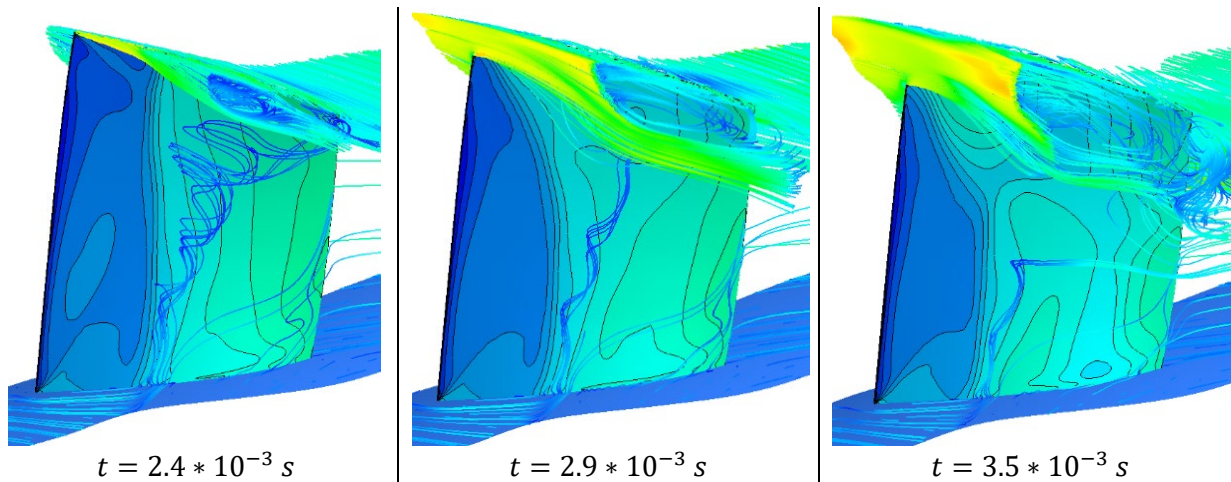 t = 2.4 * 10⁻³ s
t = 2.9 * 10⁻³ s
t = 3.5 * 10⁻³ s